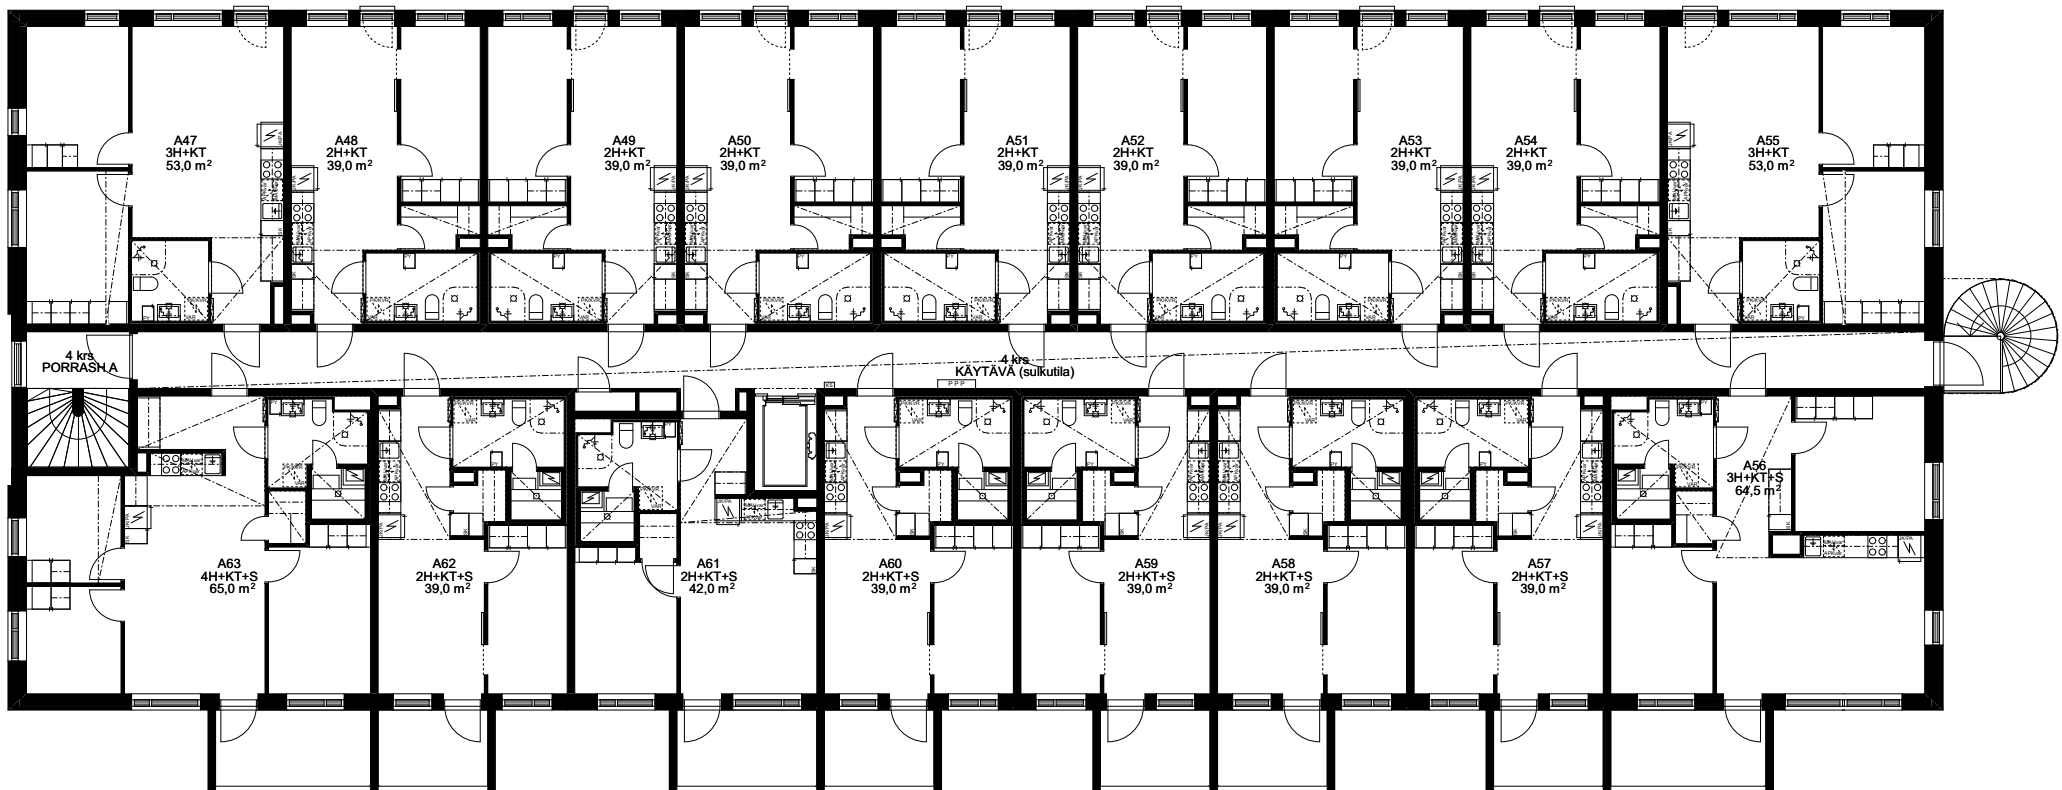 A47
3H+KT
53,0 m²
A48
2H+KT
39,0 m²
A49
2H+KT
39,0 m²
A50
2H+KT
39,0 m²
A51
2H+KT
39,0 m²
A52
2H+KT
39,0 m²
A53
2H+KT
39,0 m²
A54
2H+KT
39,0 m²
A55
3H+KT
53,0 m²
4 krs
PORRASH A
4 krs
KÄYTÄVÄ (sulkutila)
PPP
A63
4H+KT+S
65,0 m²
A62
2H+KT+S
39,0 m²
A61
2H+KT+S
42,0 m²
A60
2H+KT+S
39,0 m²
A59
2H+KT+S
39,0 m²
A58
2H+KT+S
39,0 m²
A57
2H+KT+S
39,0 m²
A56
3H+KT+S
64,5 m²